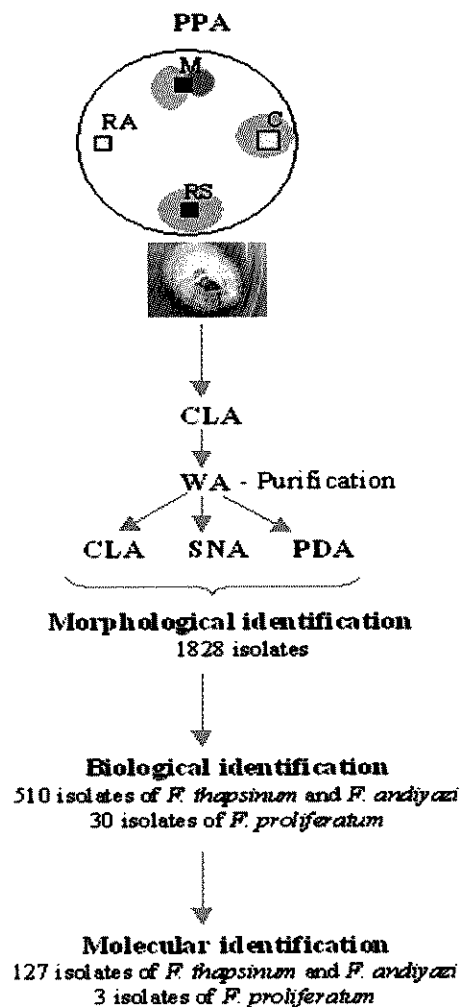 PPA
M
RA
C
RS
CLA
WA - Purification
CLA SNA PDA
Morphological identification
1828 isolates
Biological identification
510 isolates of F. thapsinum and F. andiyazi
30 isolates of F. proliferatum
Molecular identification
127 isolates of F. thapsinum and F. andiyazi
3 isolates of F. proliferatum